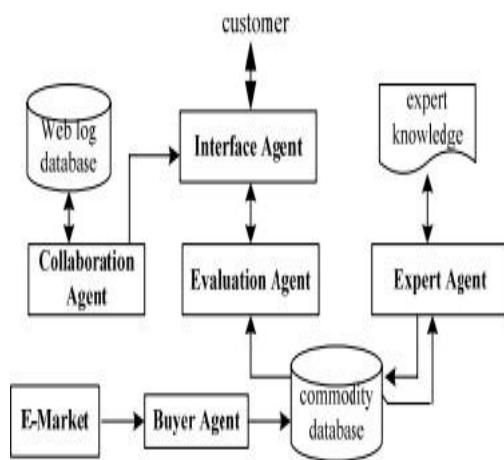 customer
Web log
database
Interface Agent
expert
knowledge
Collaboration
Agent
Evaluation Agent
Expert Agent
E-Market
Buyer Agent
commodity
database